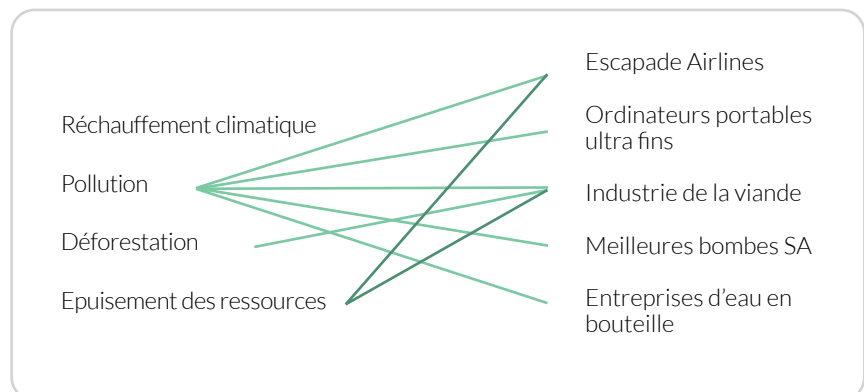 Réchauffement climatique
Pollution
Déforestation
Epuisement des ressources
Escapade Airlines
Ordinateurs portables
ultra fins
Industrie de la viande
Meilleures bombes SA
Entreprises d’eau en
bouteille